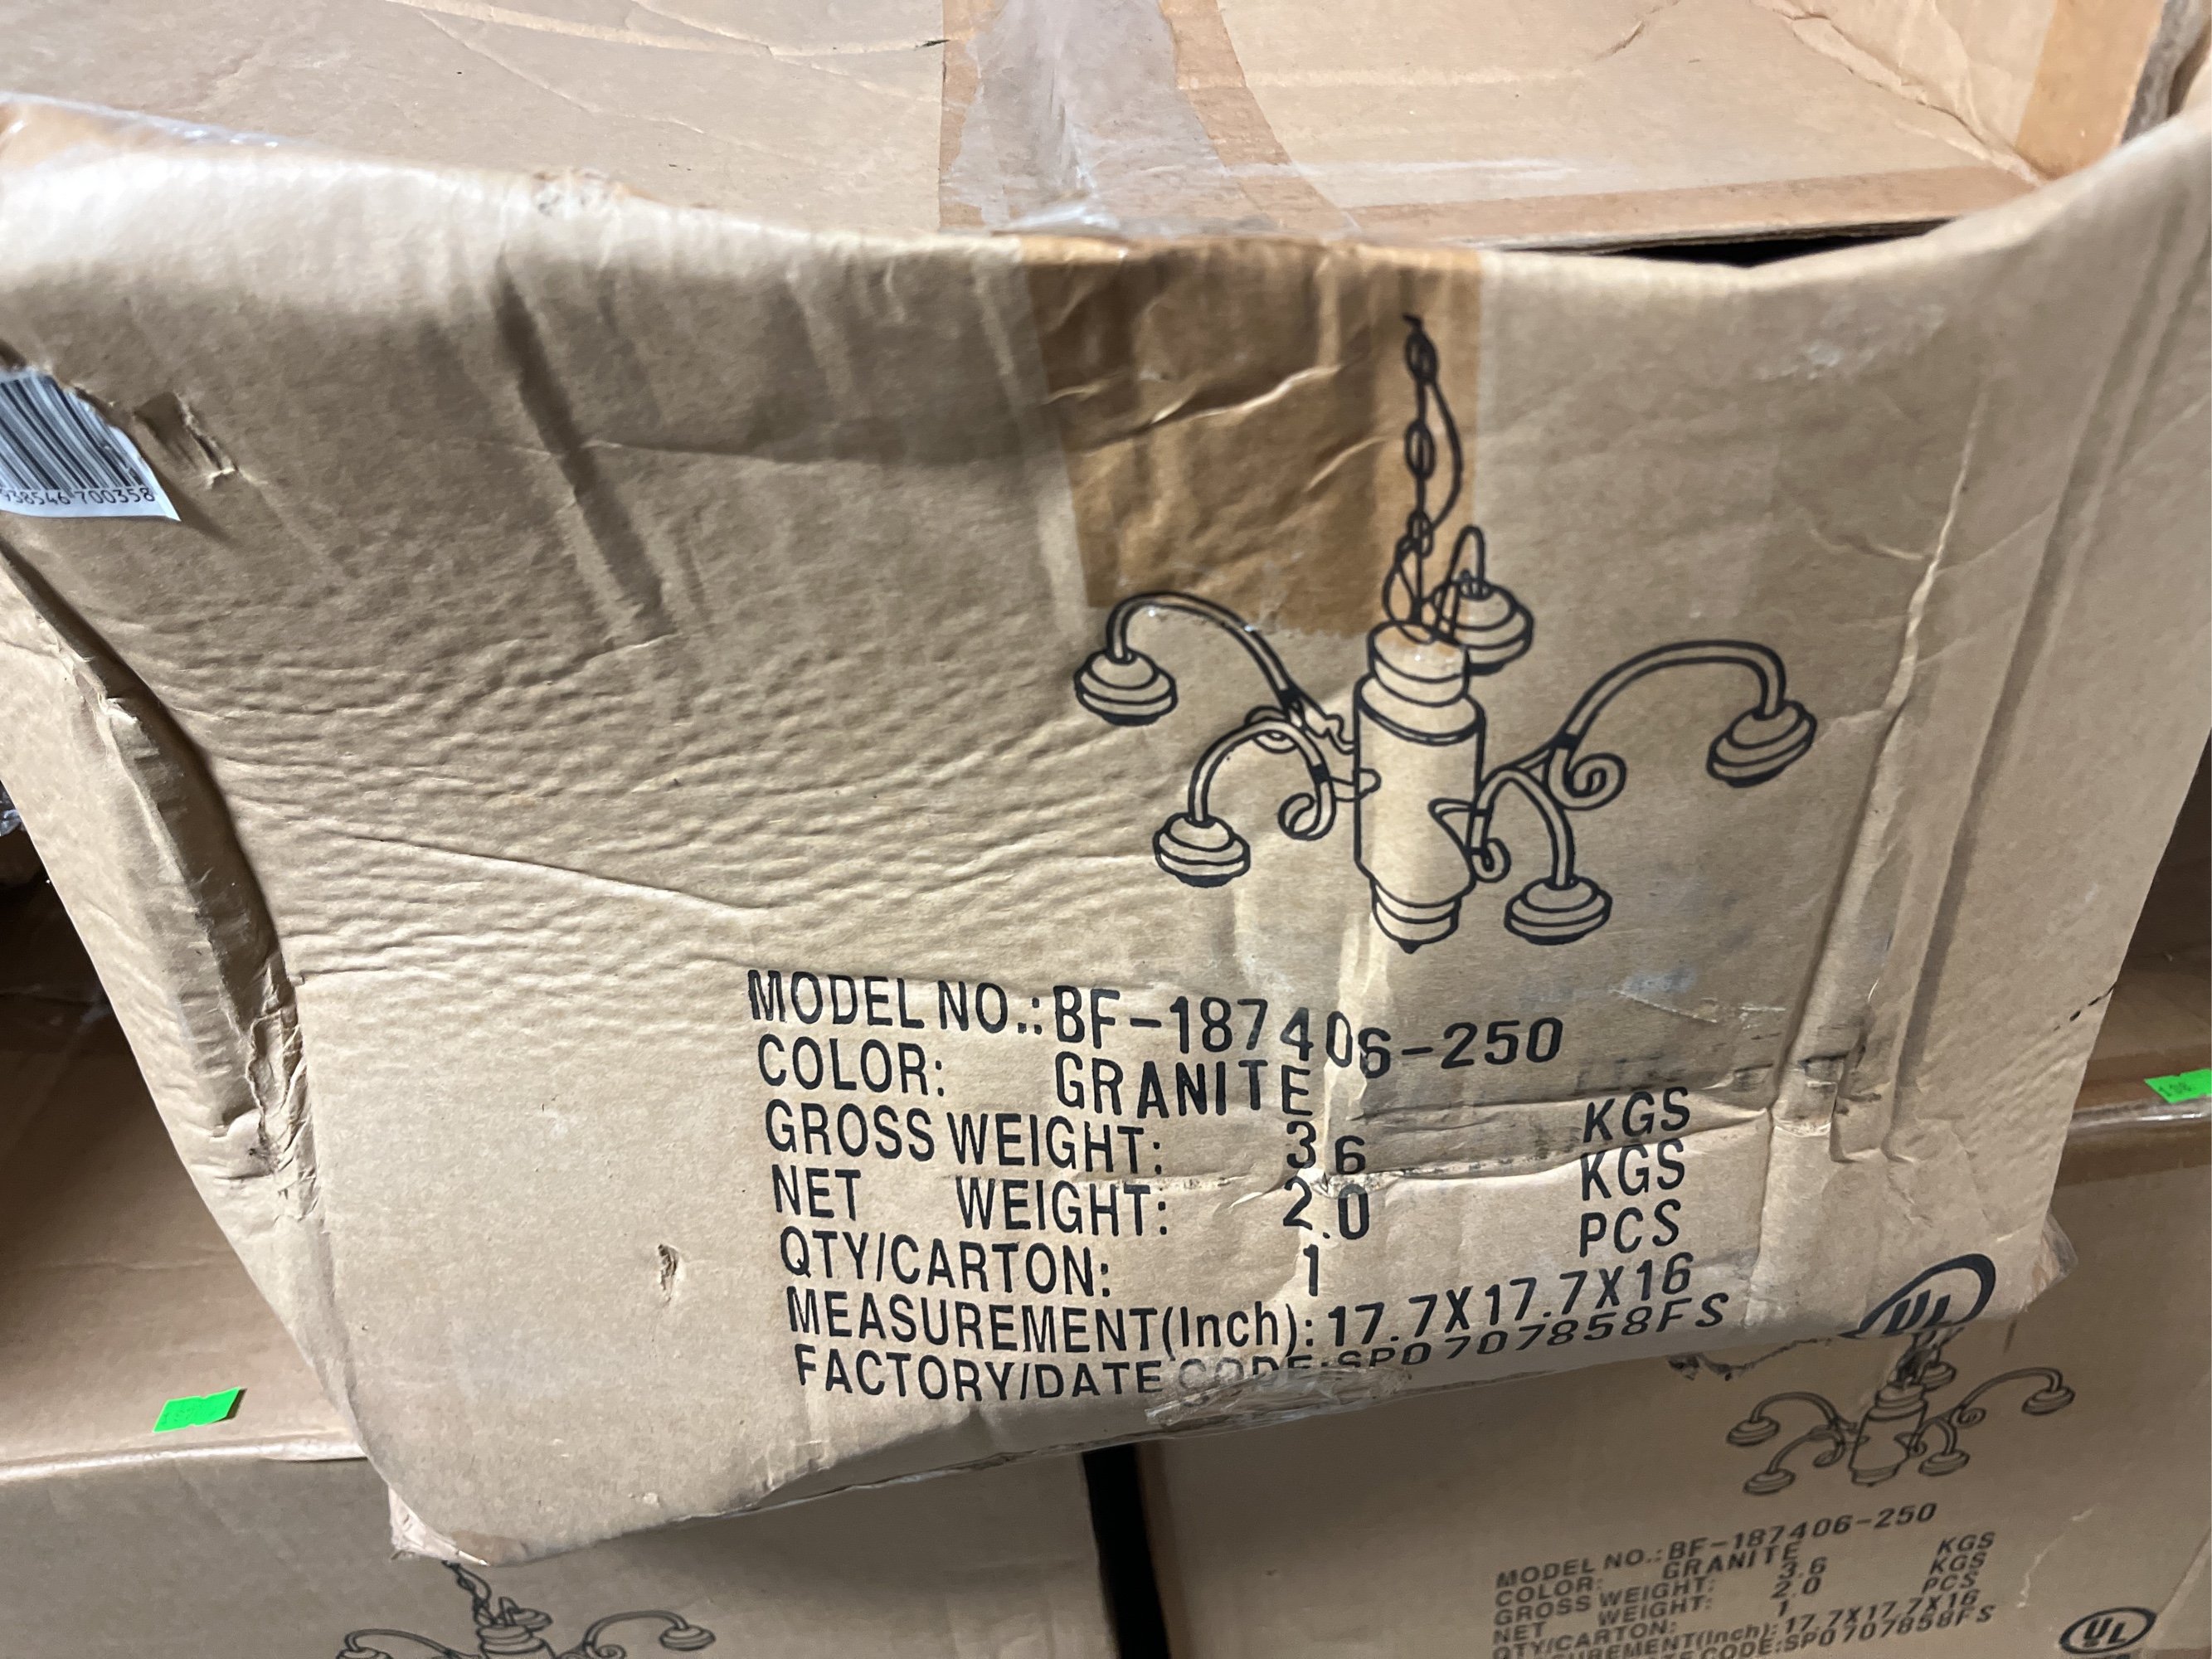 938546 700358
MODEL NO.: BF-187406-250
COLOR: GRANITE
GROSS WEIGHT: 3.6 KGS
NET WEIGHT: 2.0 KGS
QTY/CARTON: 1 PCS
MEASUREMENT(Inch): 17.7X17.7X16
FACTORY/DATE CODE:SP0707858FS
UL
MODEL NO.: BF-187406-250
COLOR: GRANITE
GROSS WEIGHT: 3.6 KGS
NET WEIGHT: 2.0 KGS
QTY/CARTON: 1 PCS
SUREMENT(Inch): 17.7X17.7X16
CODE:SP0707858FS
UL